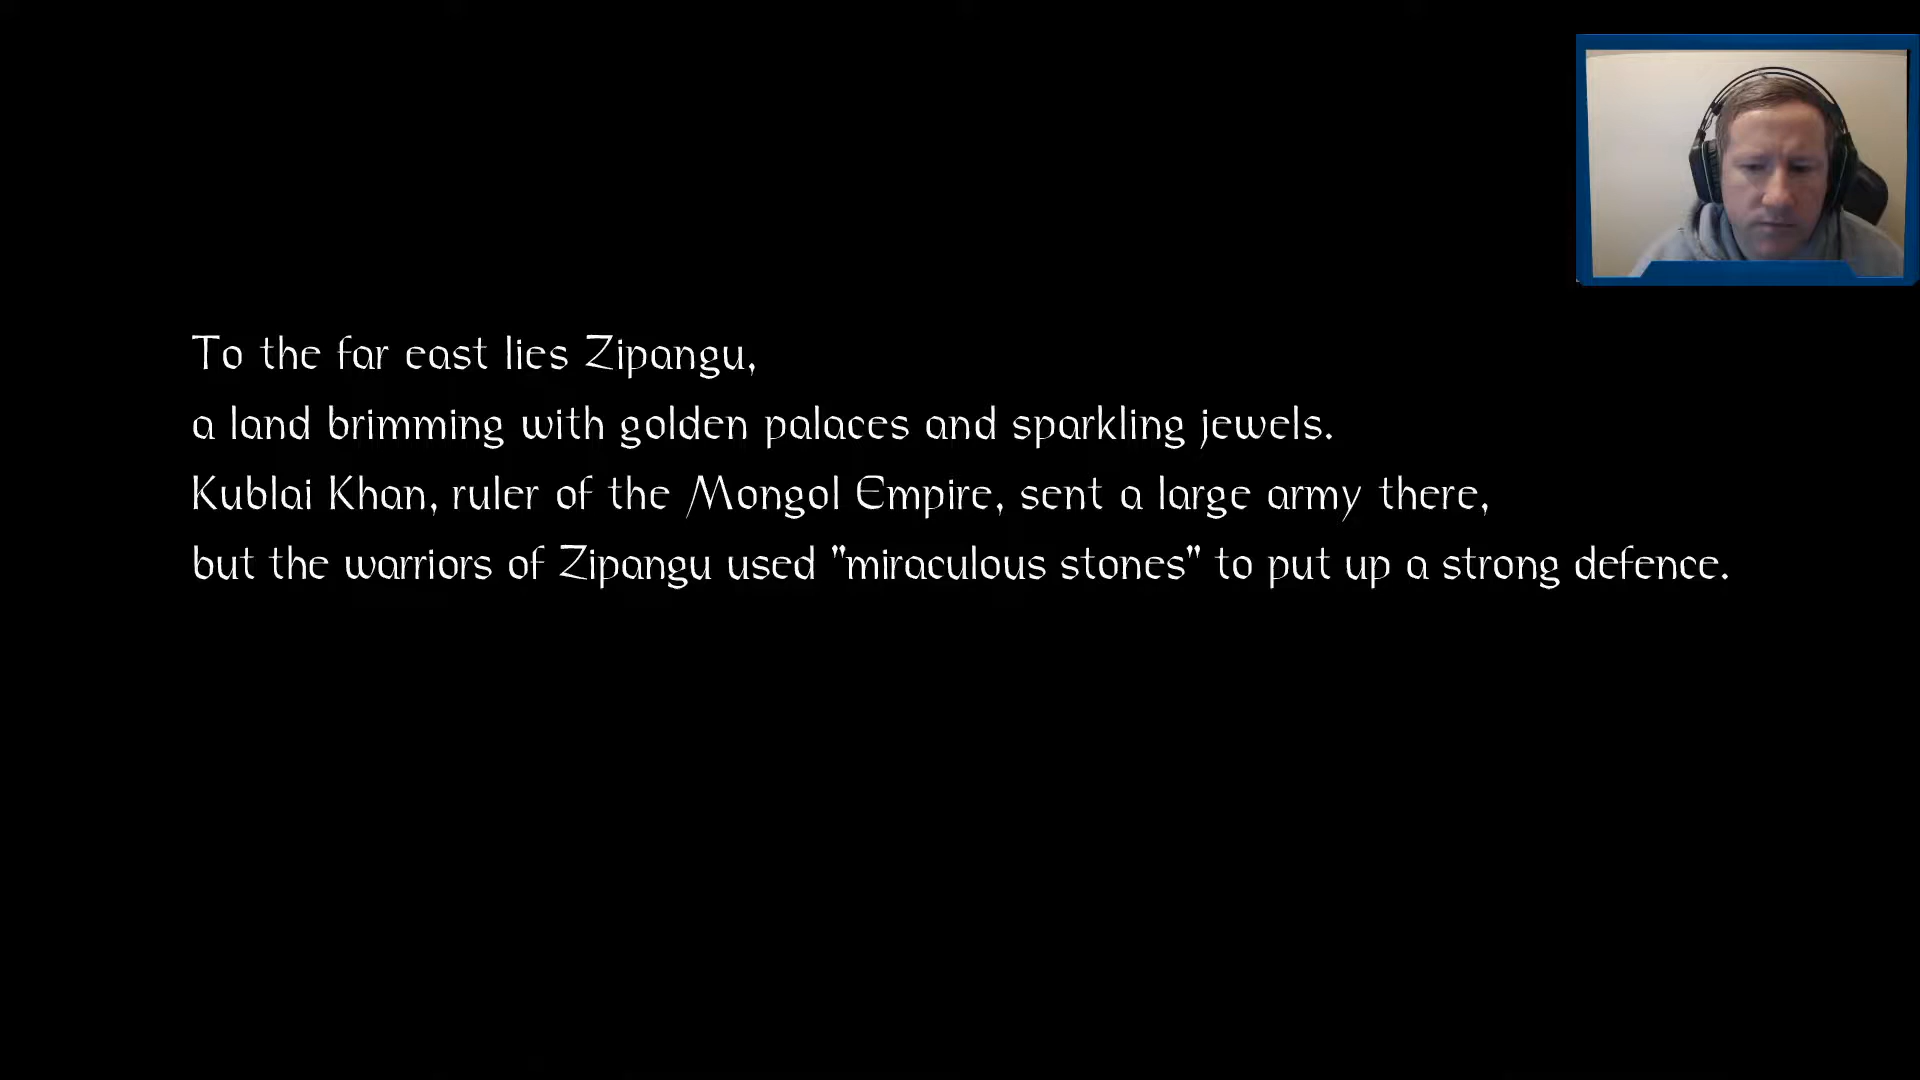 To the far east lies Zipangu,
a land brimming with golden palaces and sparkling jewels.
Kublai Khan, ruler of the Mongol Empire, sent a large army there,
but the warriors of Zipangu used "miraculous stones" to put up a strong defence.